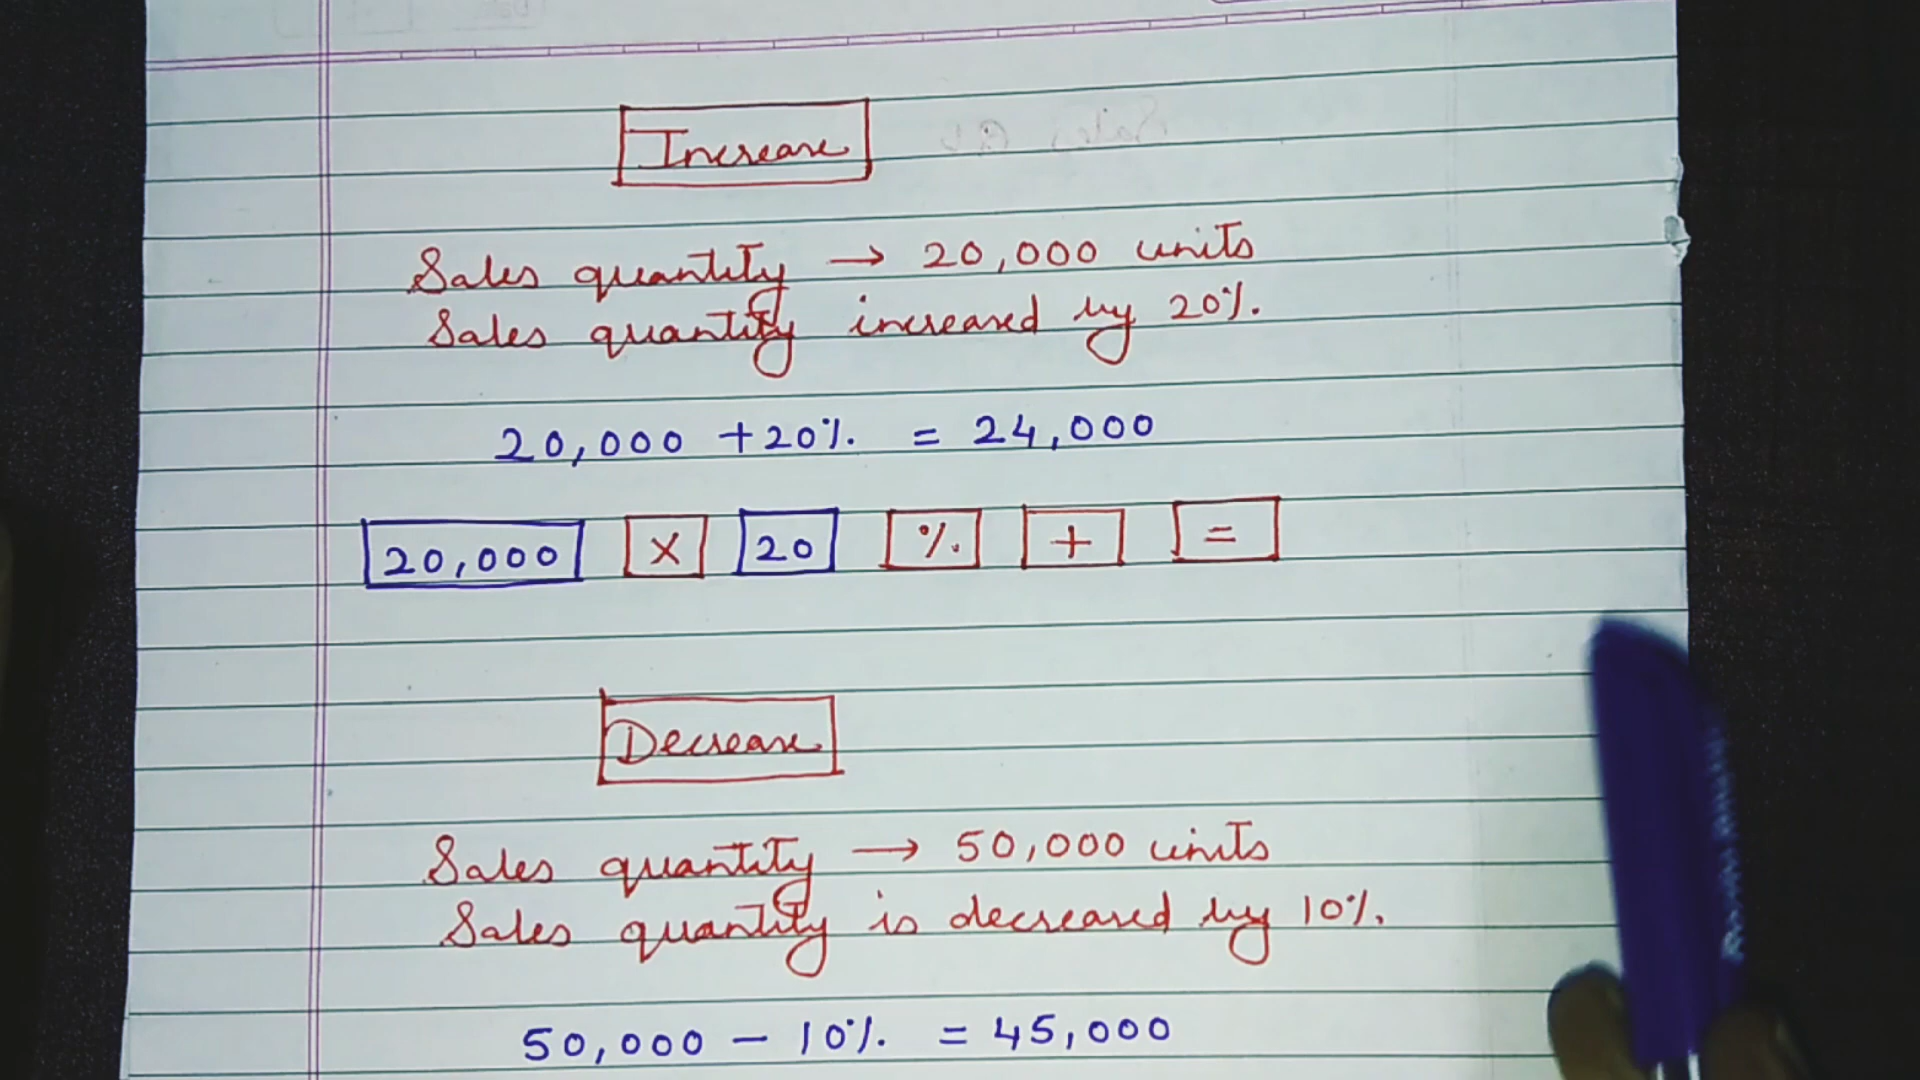 Increase
Sales quantity → 20,000 units
Sales quantity increased by 20%.
20,000 +20% = 24,000
20,000 × 20 % + =
Decrease
Sales quantity → 50,000 units
Sales quantity is decreased by 10%.
50,000 – 10% = 45,000